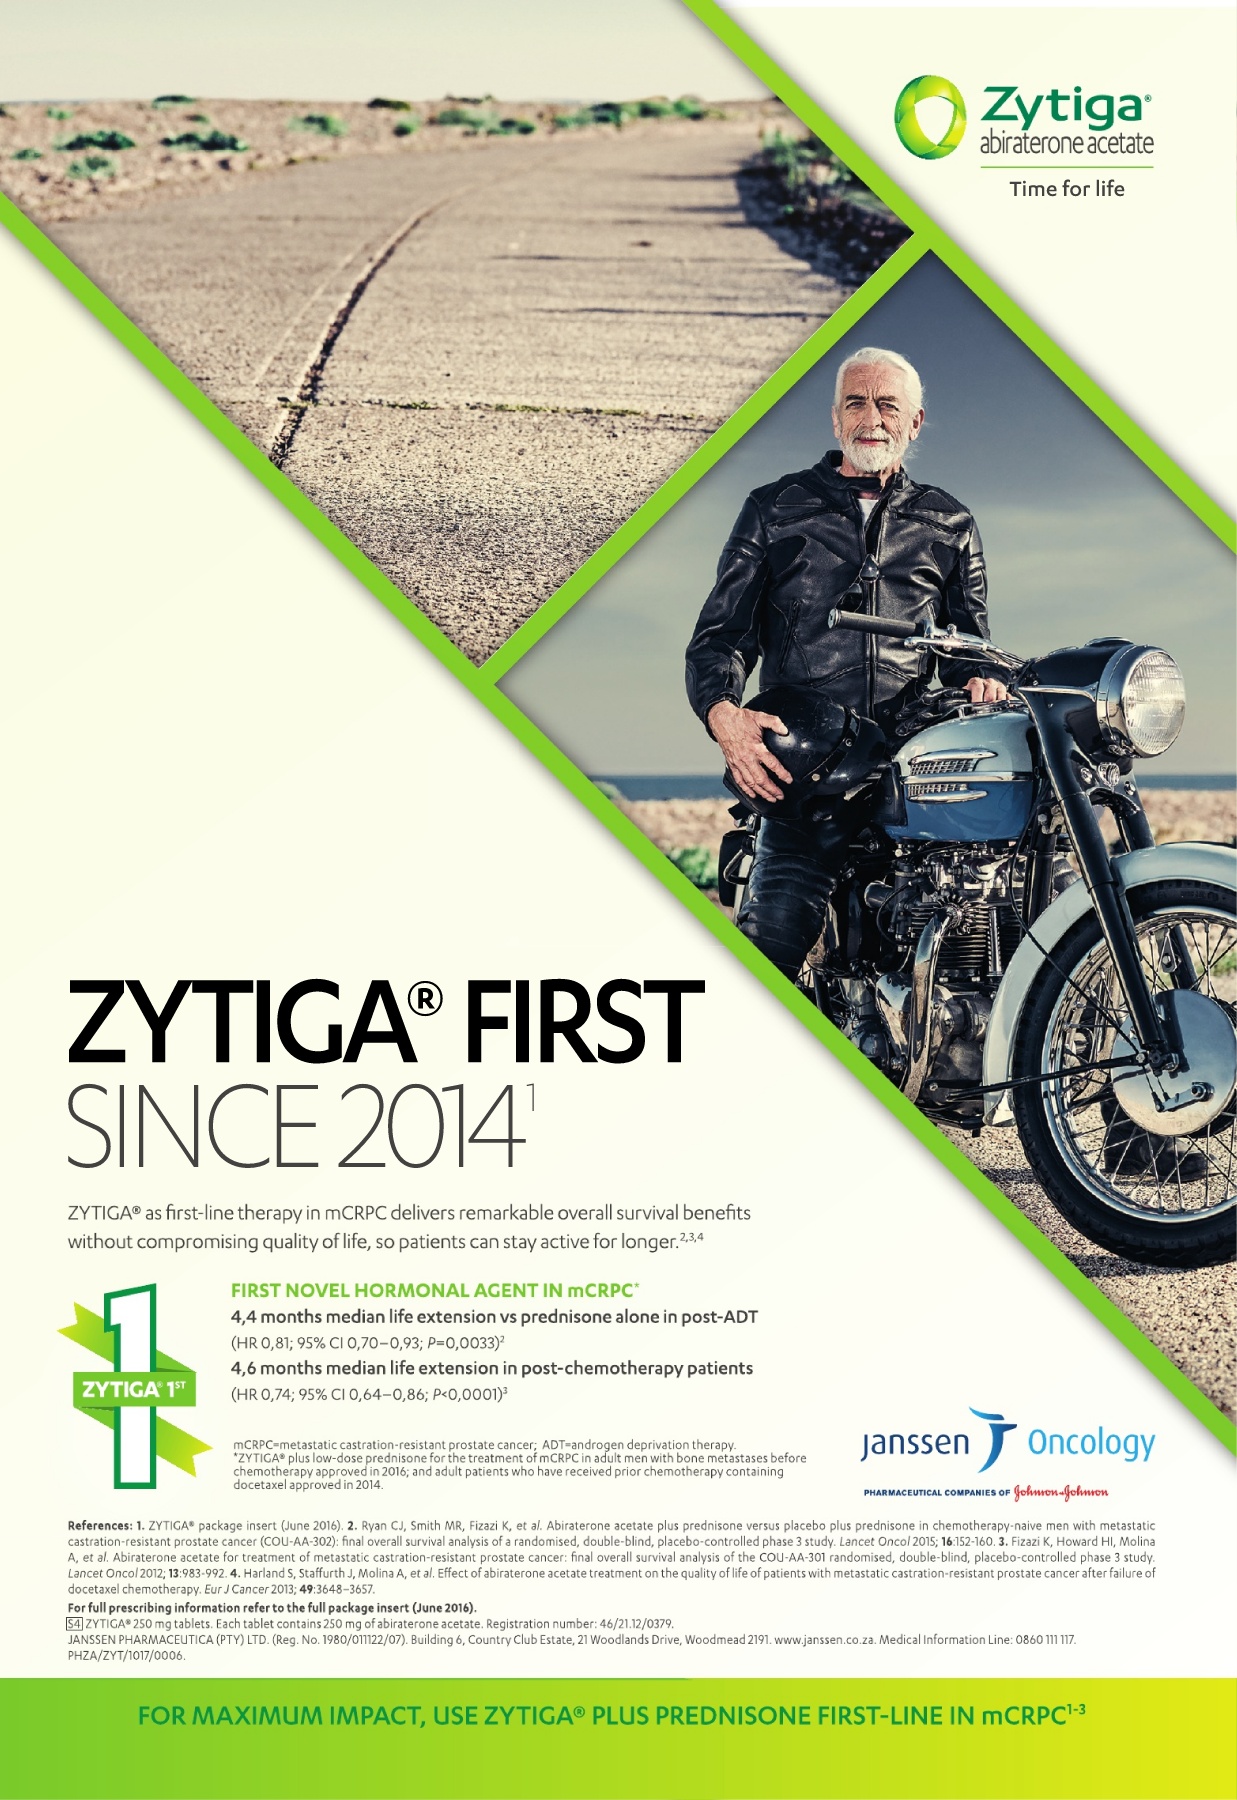 Zytiga®
abiraterone acetate
Time for life
ZYTIGA® FIRST
SINCE 2014¹
ZYTIGA® as first-line therapy in mCRPC delivers remarkable overall survival benefits
without compromising quality of life, so patients can stay active for longer.²,³,⁴
FIRST NOVEL HORMONAL AGENT IN mCRPC*
4,4 months median life extension vs prednisone alone in post-ADT
(HR 0,81; 95% CI 0,70–0,93; P=0,0033)²
4,6 months median life extension in post-chemotherapy patients
(HR 0,74; 95% CI 0,64–0,86; P<0,0001)³
1
ZYTIGA® 1ST
mCRPC=metastatic castration-resistant prostate cancer; ADT=androgen deprivation therapy.
*ZYTIGA® plus low-dose prednisone for the treatment of mCRPC in adult men with bone metastases before
chemotherapy approved in 2016; and adult patients who have received prior chemotherapy containing
docetaxel approved in 2014.
janssen Oncology
PHARMACEUTICAL COMPANIES OF Johnson & Johnson
References: 1. ZYTIGA® package insert (June 2016). 2. Ryan CJ, Smith MR, Fizazi K, et al. Abiraterone acetate plus prednisone versus placebo plus prednisone in chemotherapy-naive men with metastatic
castration-resistant prostate cancer (COU-AA-302): final overall survival analysis of a randomised, double-blind, placebo-controlled phase 3 study. Lancet Oncol 2015; 16:152-160. 3. Fizazi K, Howard HI, Molina
A, et al. Abiraterone acetate for treatment of metastatic castration-resistant prostate cancer: final overall survival analysis of the COU-AA-301 randomised, double-blind, placebo-controlled phase 3 study.
Lancet Oncol 2012; 13:983-992. 4. Harland S, Staffurth J, Molina A, et al. Effect of abiraterone acetate treatment on the quality of life of patients with metastatic castration-resistant prostate cancer after failure of
docetaxel chemotherapy. Eur J Cancer 2013; 49:3648–3657.
For full prescribing information refer to the full package insert (June 2016).
S4 ZYTIGA® 250 mg tablets. Each tablet contains 250 mg of abiraterone acetate. Registration number: 46/21.12/0379.
JANSSEN PHARMACEUTICA (PTY) LTD. (Reg. No. 1980/011122/07). Building 6, Country Club Estate, 21 Woodlands Drive, Woodmead 2191. www.janssen.co.za. Medical Information Line: 0860 111 117.
PHZA/ZYT/1017/0006.
FOR MAXIMUM IMPACT, USE ZYTIGA® PLUS PREDNISONE FIRST-LINE IN mCRPC¹⁻³